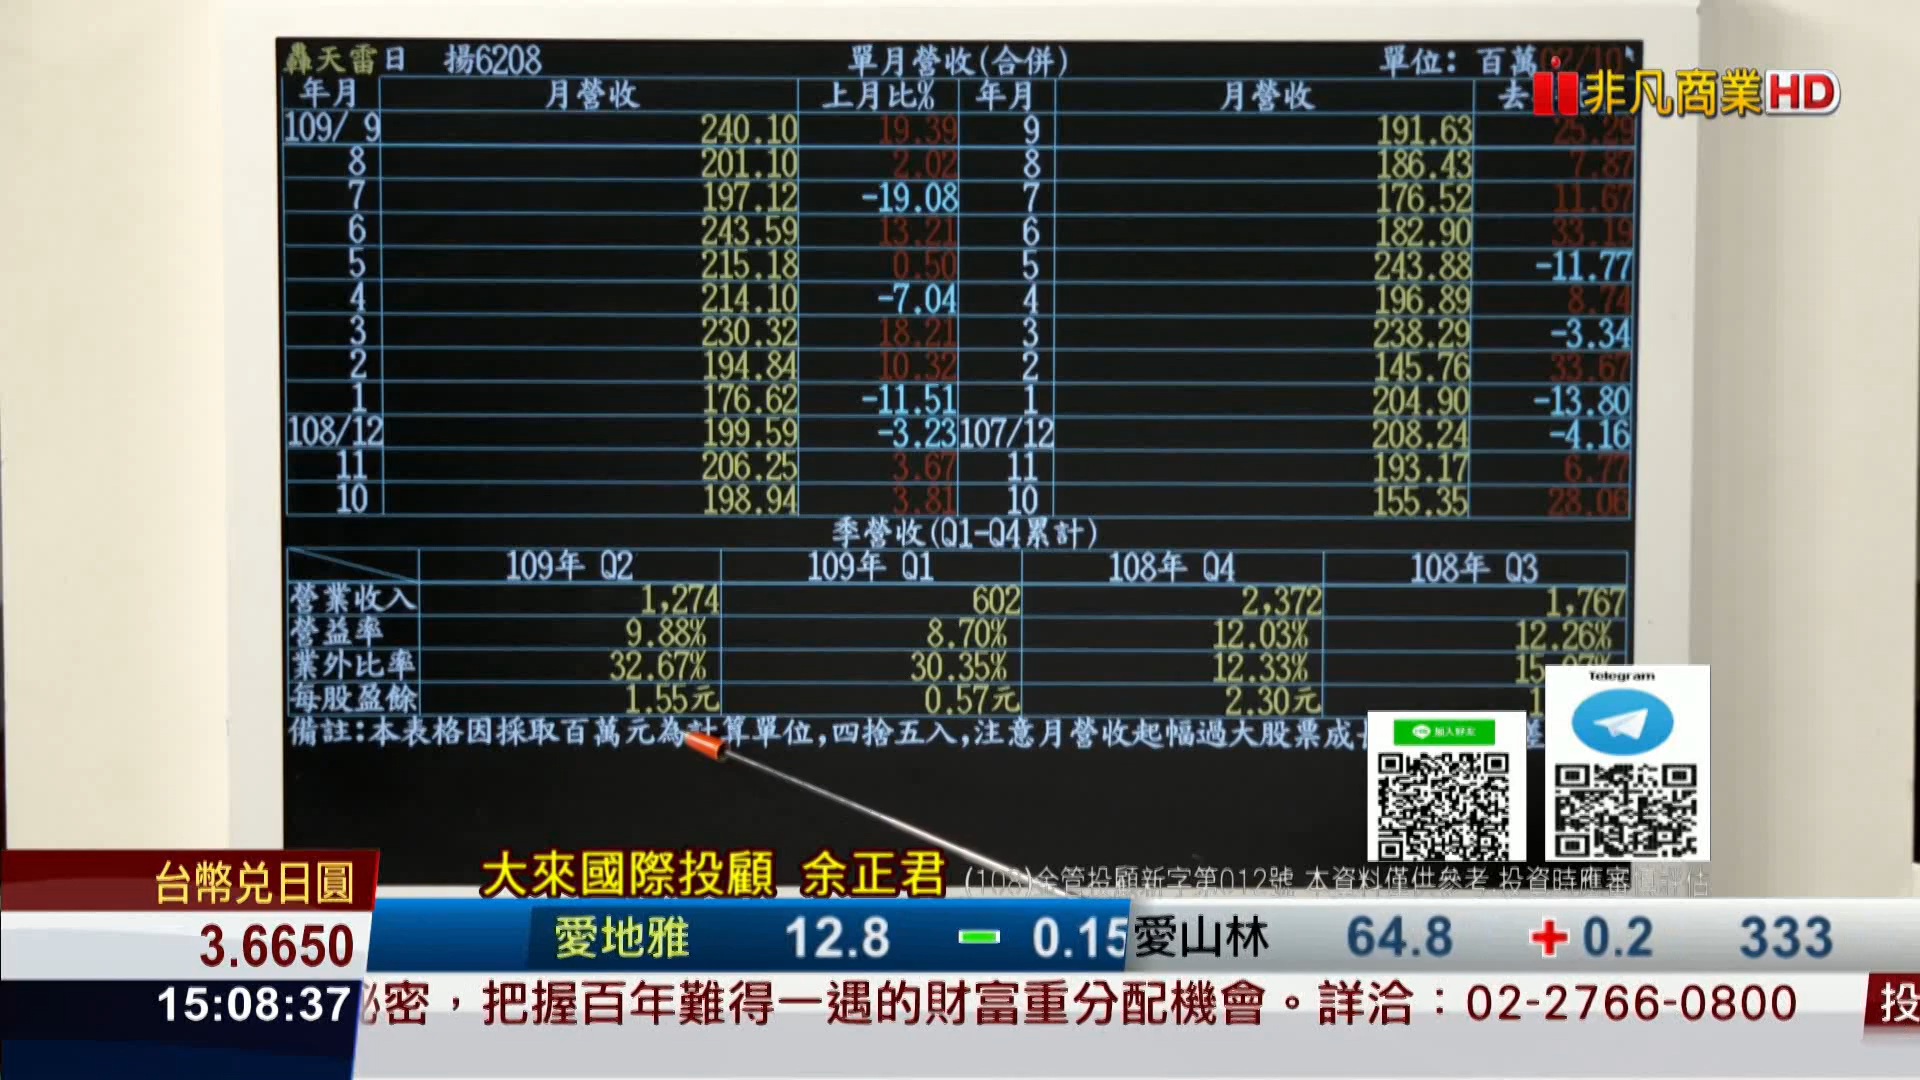 轟天雷日 揚6208 單月營收(合併) 單位: 百萬
非凡商業HD
年月 月營收 上月比% 年月 月營收 去
109/ 9 240.10 19.39 9 191.63 25.29
8 201.10 2.02 8 186.43 7.87
7 197.12 -19.08 7 176.52 11.67
6 243.59 13.21 6 182.90 33.19
5 215.18 0.50 5 243.88 -11.77
4 214.10 -7.04 4 196.89 8.74
3 230.32 18.21 3 238.29 -3.34
2 194.84 10.32 2 145.76 33.67
1 176.62 -11.51 1 204.90 -13.80
108/12 199.59 -3.23 107/12 208.24 -4.16
11 206.25 3.67 11 193.17 6.77
10 198.94 3.81 10 155.35 28.06
季營收(Q1-Q4累計)
109年 Q2 109年 Q1 108年 Q4 108年 Q3
營業收入 1,274 602 2,372 1,767
營益率 9.88% 8.70% 12.03% 12.26%
業外比率 32.67% 30.35% 12.33%
每股盈餘 1.55元 0.57元 2.30元
備註:本表格因採取百萬元為計算單位,四捨五入,注意月營收起幅過大股票成
Telegram
加入好友
大來國際投顧 余正君
(108)金管投顧新字第012號 本資料僅供參考 投資時應審慎評估
台幣兌日圓
3.6650
愛地雅 12.8 − 0.15 愛山林 64.8 + 0.2 333
15:08:37
密，把握百年難得一遇的財富重分配機會。詳洽：02-2766-0800 投